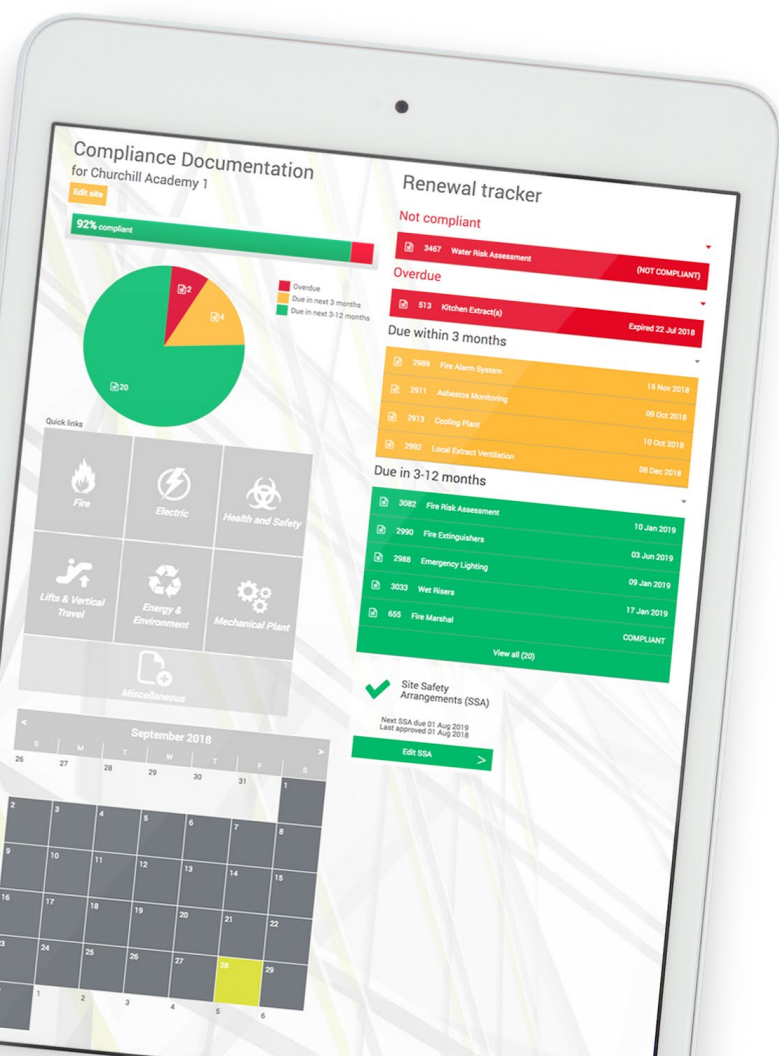 Compliance Documentation
for Churchill Academy 1
Edit site
92% compliant
2
4
20
Overdue
Due in next 3 months
Due in next 3-12 months
Quick links
Fire
Electric
Health and Safety
Lifts & Vertical
Travel
Energy &
Environment
Mechanical Plant
Miscellaneous
< September 2018 >
S M T W T F S
26 27 28 29 30 31 1
2 3 4 5 6 7 8
9 10 11 12 13 14 15
16 17 18 19 20 21 22
24 25 26 27 28 29
1 2 3 4 5 6
Renewal tracker
Not compliant
3467 Water Risk Assessment (NOT COMPLIANT)
Overdue
513 Kitchen Extract(s) Expired 22 Jul 2018
Due within 3 months
2989 Fire Alarm System 15 Nov 2018
2911 Asbestos Monitoring 09 Oct 2018
2913 Cooling Plant 10 Oct 2018
2992 Local Extract Ventilation 08 Dec 2018
Due in 3-12 months
3082 Fire Risk Assessment 10 Jan 2019
2990 Fire Extinguishers 03 Jun 2019
2988 Emergency Lighting 09 Jan 2019
3033 Wet Risers 17 Jan 2019
655 Fire Marshal COMPLIANT
View all (20)
Site Safety
Arrangements (SSA)
Next SSA due 01 Aug 2019
Last approved 01 Aug 2018
Edit SSA >